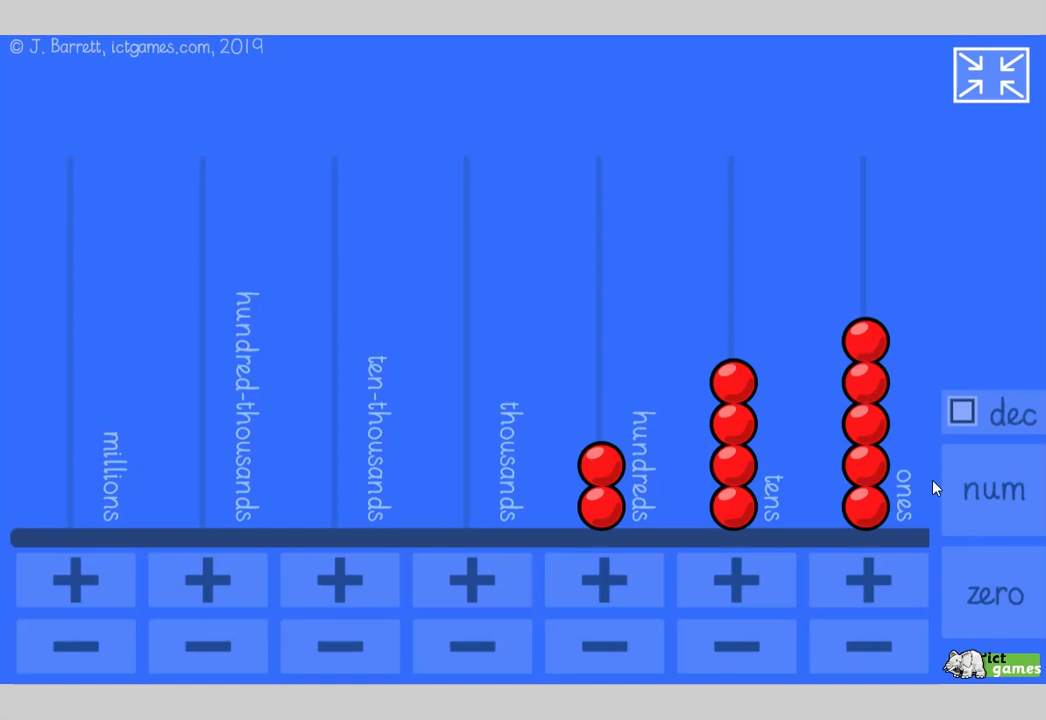 © J. Barrett, ictgames.com, 2019
millions
hundred-thousands
ten-thousands
thousands
hundreds
tens
ones
dec
num
zero
ict
games